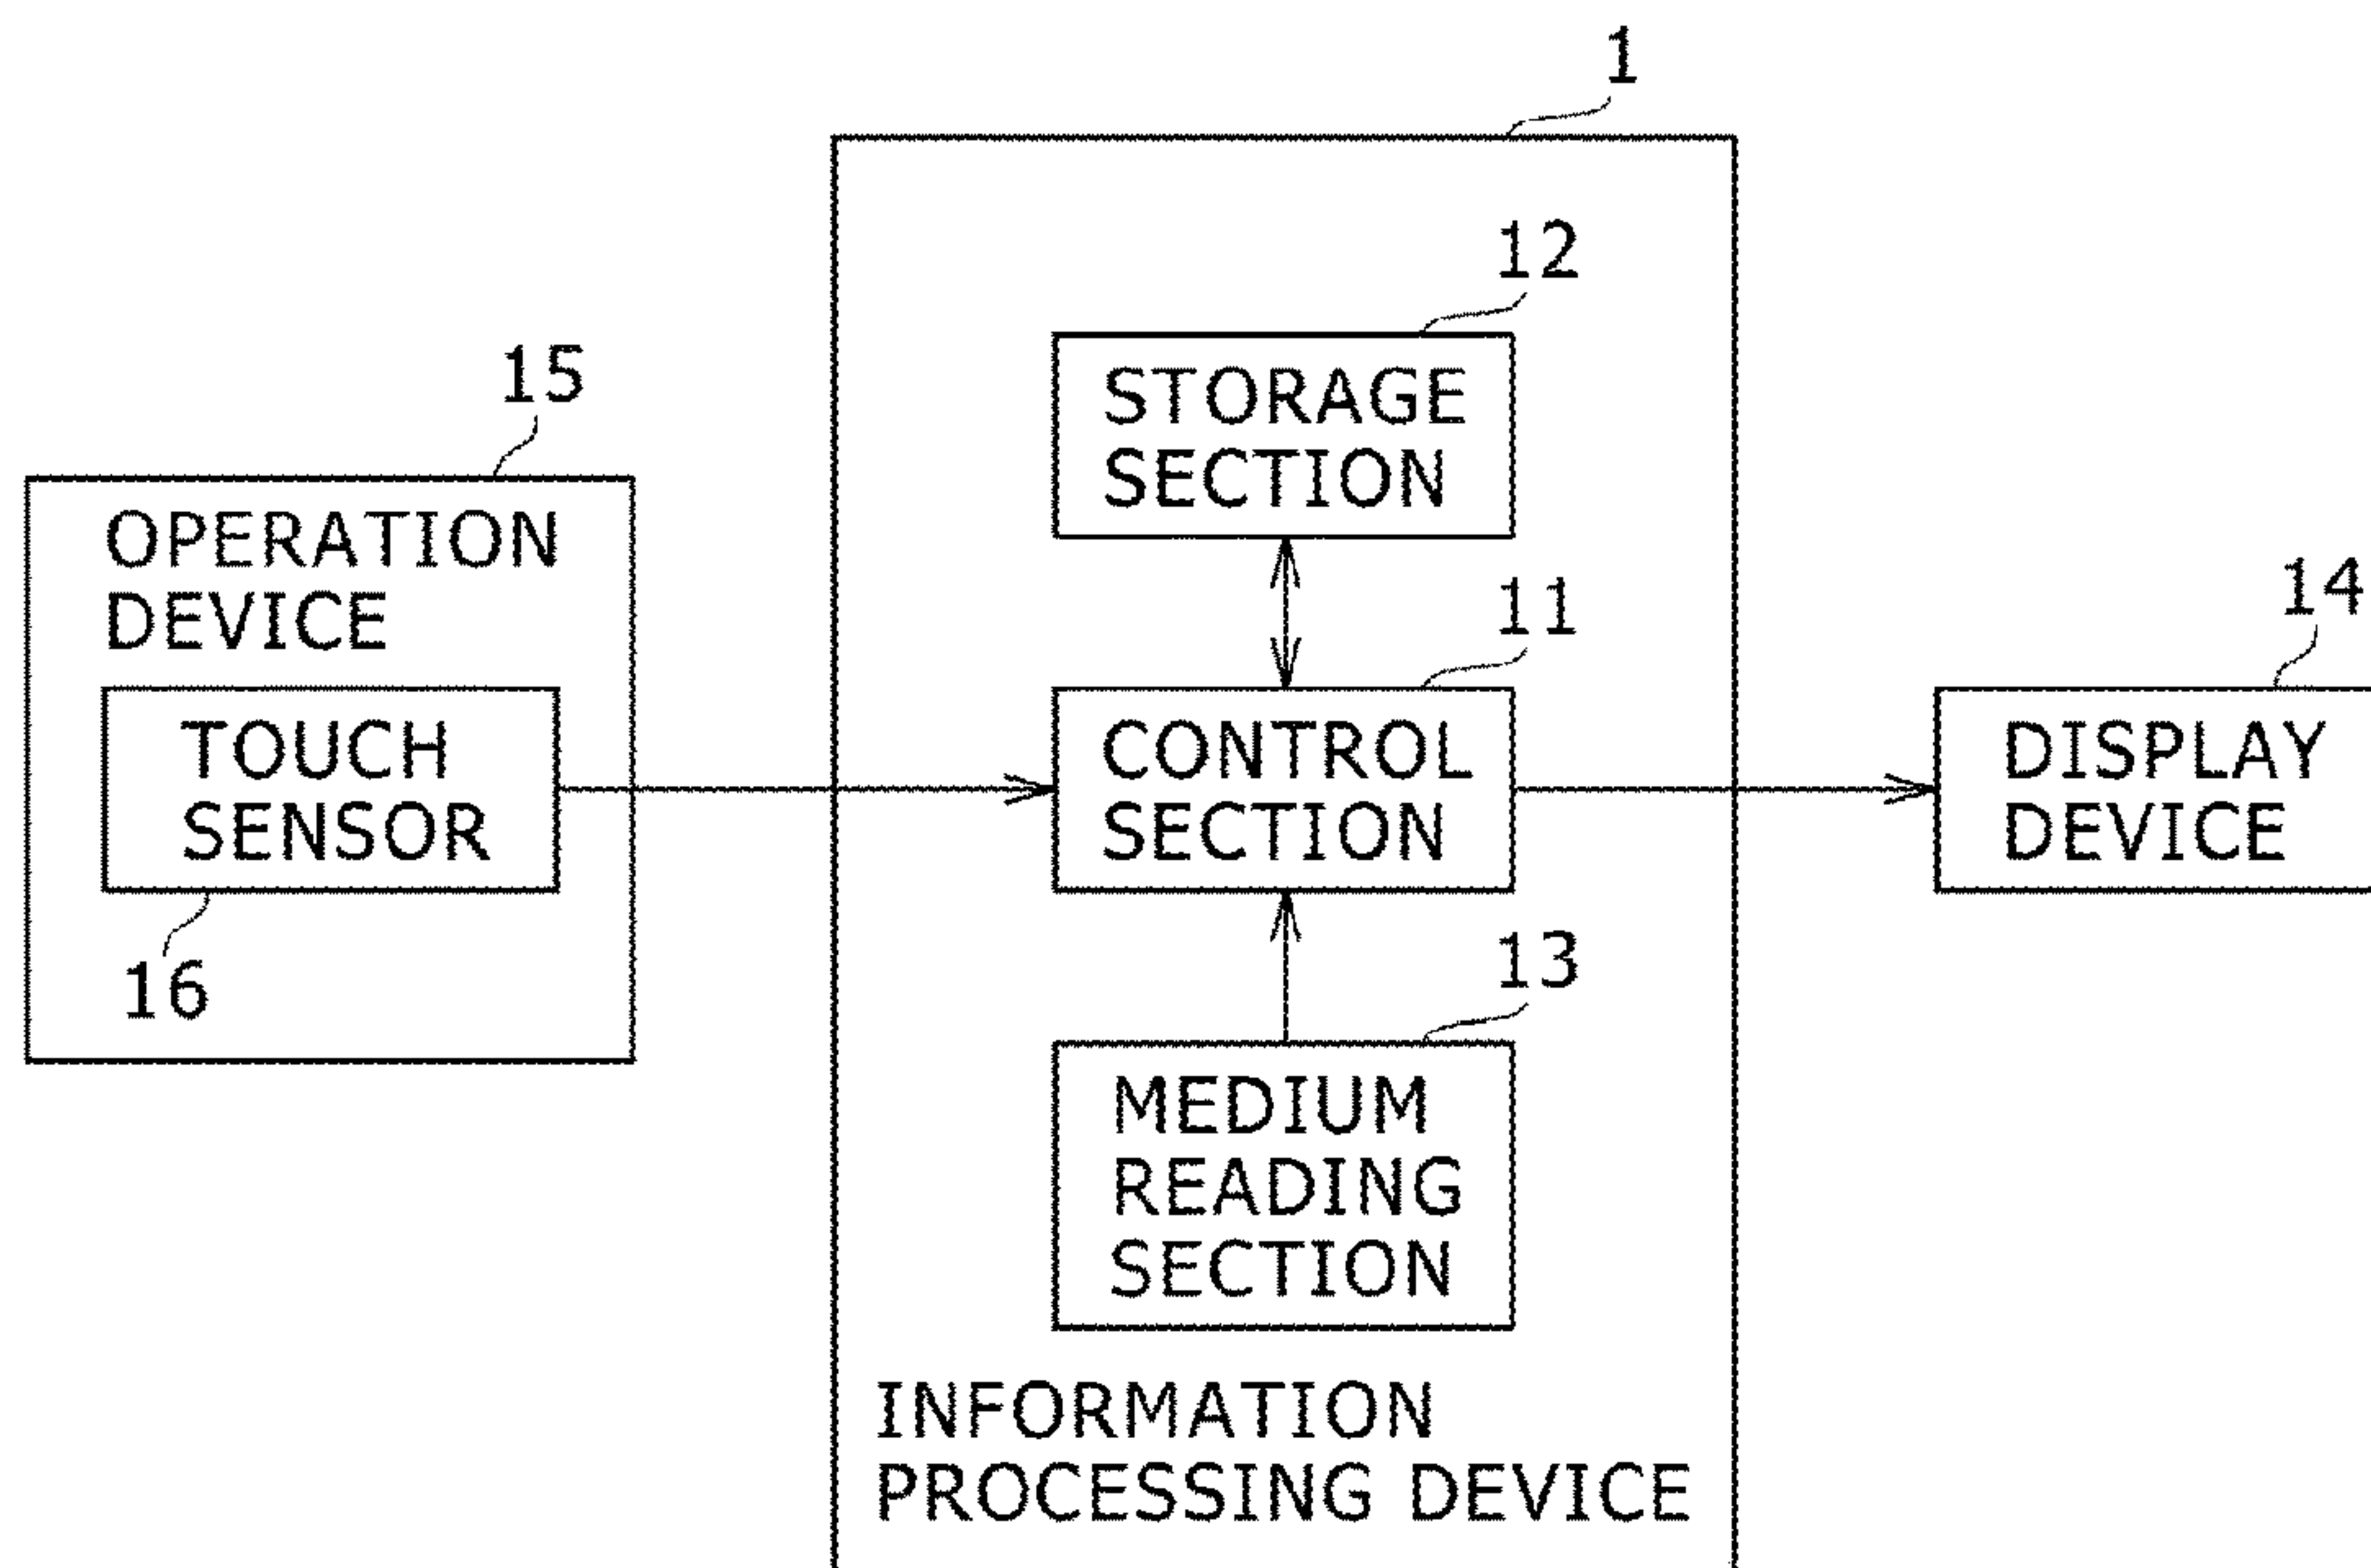 1
12
STORAGE
SECTION
15
OPERATION
DEVICE
11
14
TOUCH
SENSOR
CONTROL
SECTION
DISPLAY
DEVICE
16
13
MEDIUM
READING
SECTION
INFORMATION
PROCESSING DEVICE